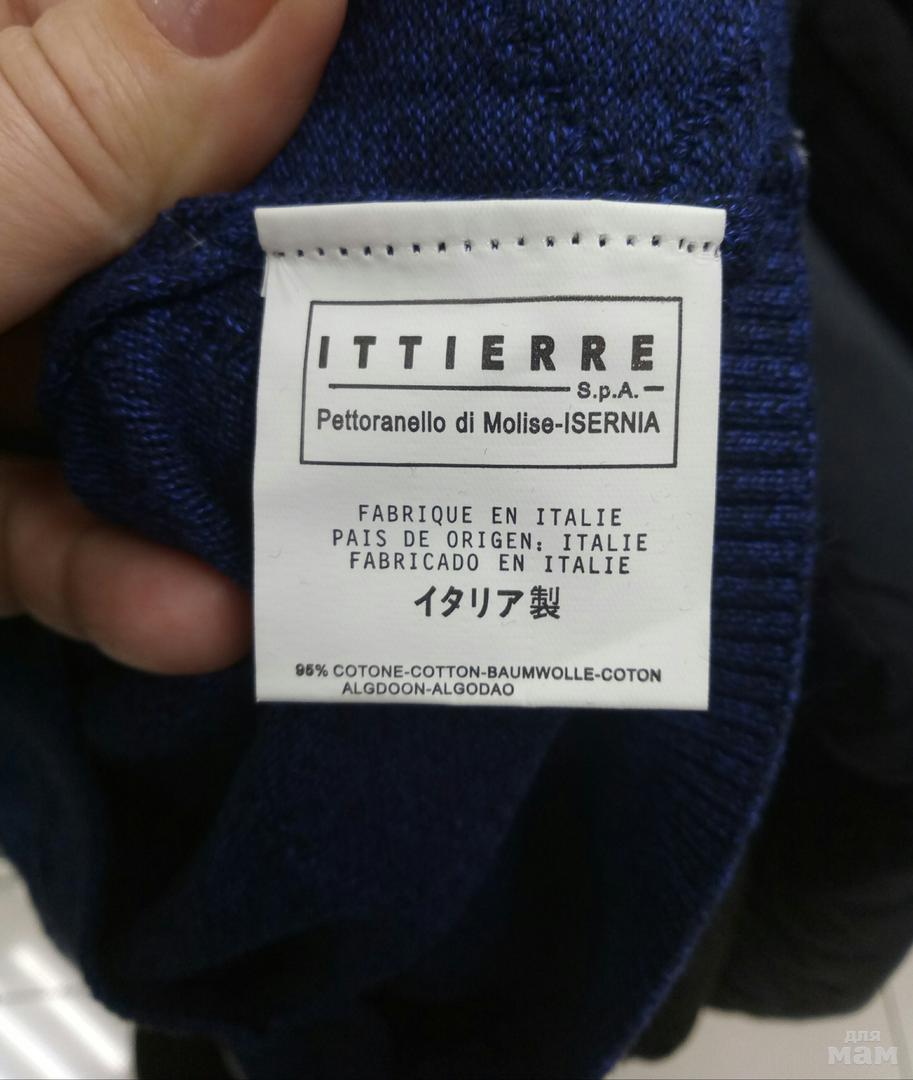 ITTIERRE
S.p.A.
Pettoranello di Molise-ISERNIA
FABRIQUE EN ITALIE
PAIS DE ORIGEN: ITALIE
FABRICADO EN ITALIE
イタリア製
95% COTONE-COTTON-BAUMWOLLE-COTON
ALGDOON-ALGODAO
для
мам